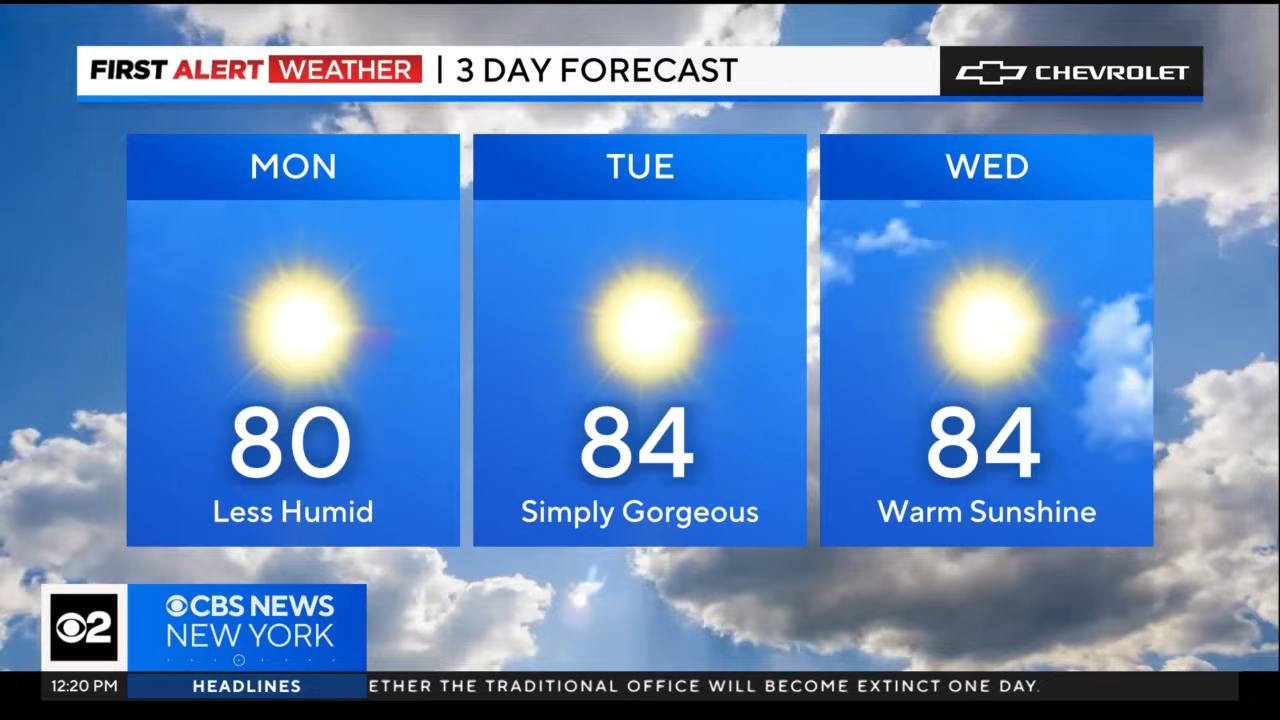 FIRST ALERT WEATHER | 3 DAY FORECAST
CHEVROLET
MON
TUE
WED
80
84
84
Less Humid
Simply Gorgeous
Warm Sunshine
2
CBS NEWS
NEW YORK
12:20 PM
HEADLINES
ETHER THE TRADITIONAL OFFICE WILL BECOME EXTINCT ONE DAY.